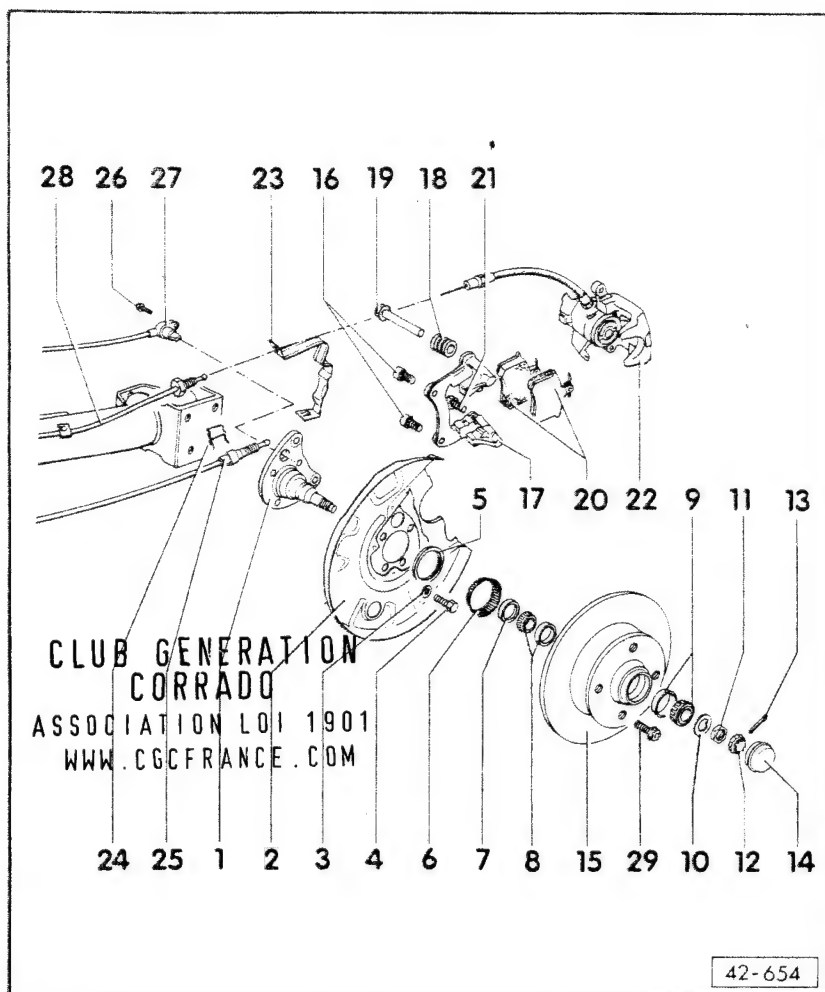 28 26 27 23 16 19 18 21
5 17 20 22 9 11 13
CLUB GENERATION
CORRADO
ASSOCIATION LOI 1901
WWW.CGCFRANCE.COM
24 25 1 2 3 4 6 7 8 15 29 10 12 14
42-654